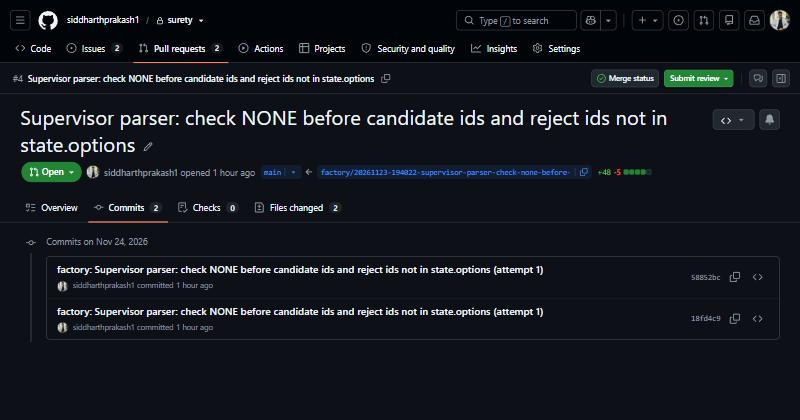 siddharthprakash1 / surety
Type / to search
Code Issues 2 Pull requests 2 Actions Projects Security and quality Insights Settings
#4 Supervisor parser: check NONE before candidate ids and reject ids not in state.options Merge status Submit review
Supervisor parser: check NONE before candidate ids and reject ids not in
state.options
Open siddharthprakash1 opened 1 hour ago main factory/20261123-194022-supervisor-parser-check-none-before- +48 -5
Overview Commits 2 Checks 0 Files changed 2
Commits on Nov 24, 2026
factory: Supervisor parser: check NONE before candidate ids and reject ids not in state.options (attempt 1)
58852bc
siddharthprakash1 committed 1 hour ago
factory: Supervisor parser: check NONE before candidate ids and reject ids not in state.options (attempt 1)
18fd4c9
siddharthprakash1 committed 1 hour ago